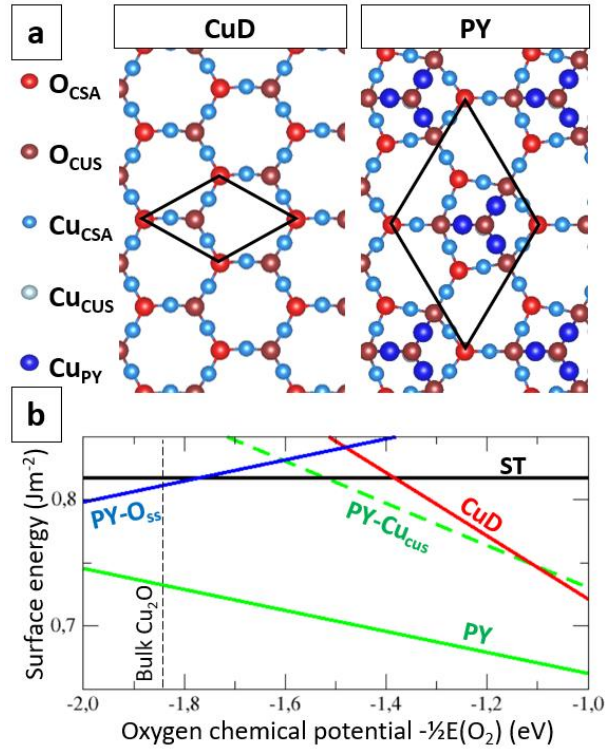 a
CuD
PY
O_CSA
O_CUS
Cu_CSA
Cu_CUS
Cu_PY
b
Surface energy (Jm⁻²)
0,8
0,7
ST
PY-O_ss
PY-Cu_cus
CuD
Bulk Cu₂O
PY
-2,0 -1,8 -1,6 -1,4 -1,2 -1,0
Oxygen chemical potential -½E(O₂) (eV)